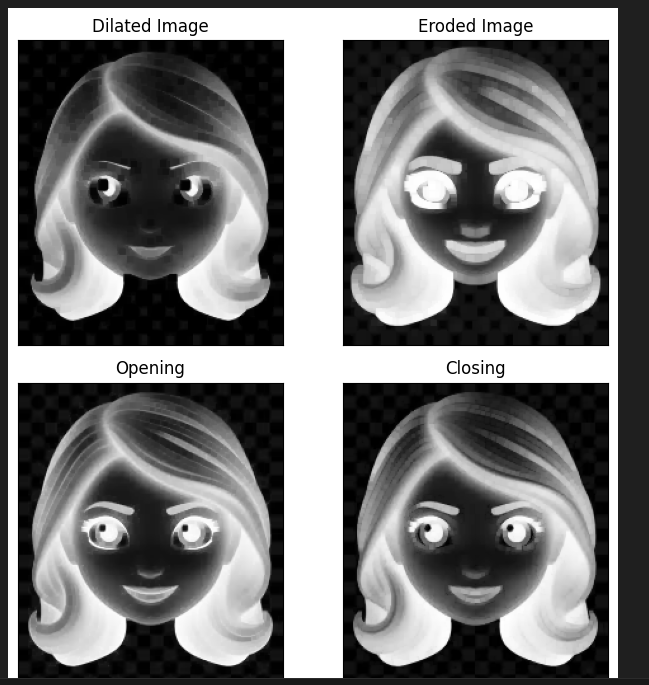 Dilated Image
Eroded Image
Opening
Closing